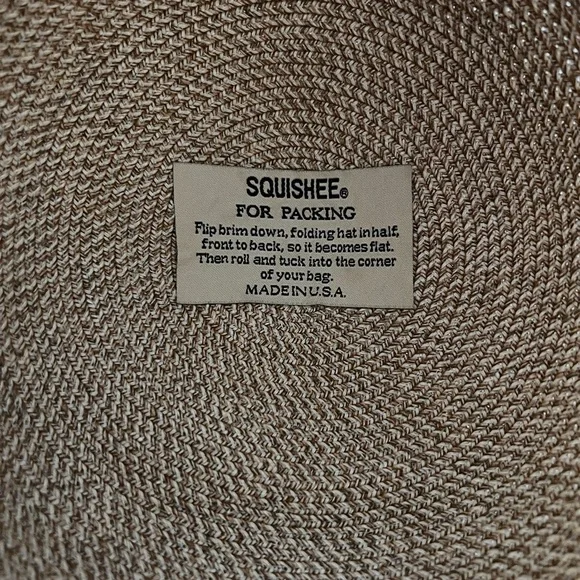 SQUISHEE®
FOR PACKING
Flip brim down, folding hat in half,
front to back, so it becomes flat.
Then roll and tuck into the corner
of your bag.
MADE IN U.S.A.